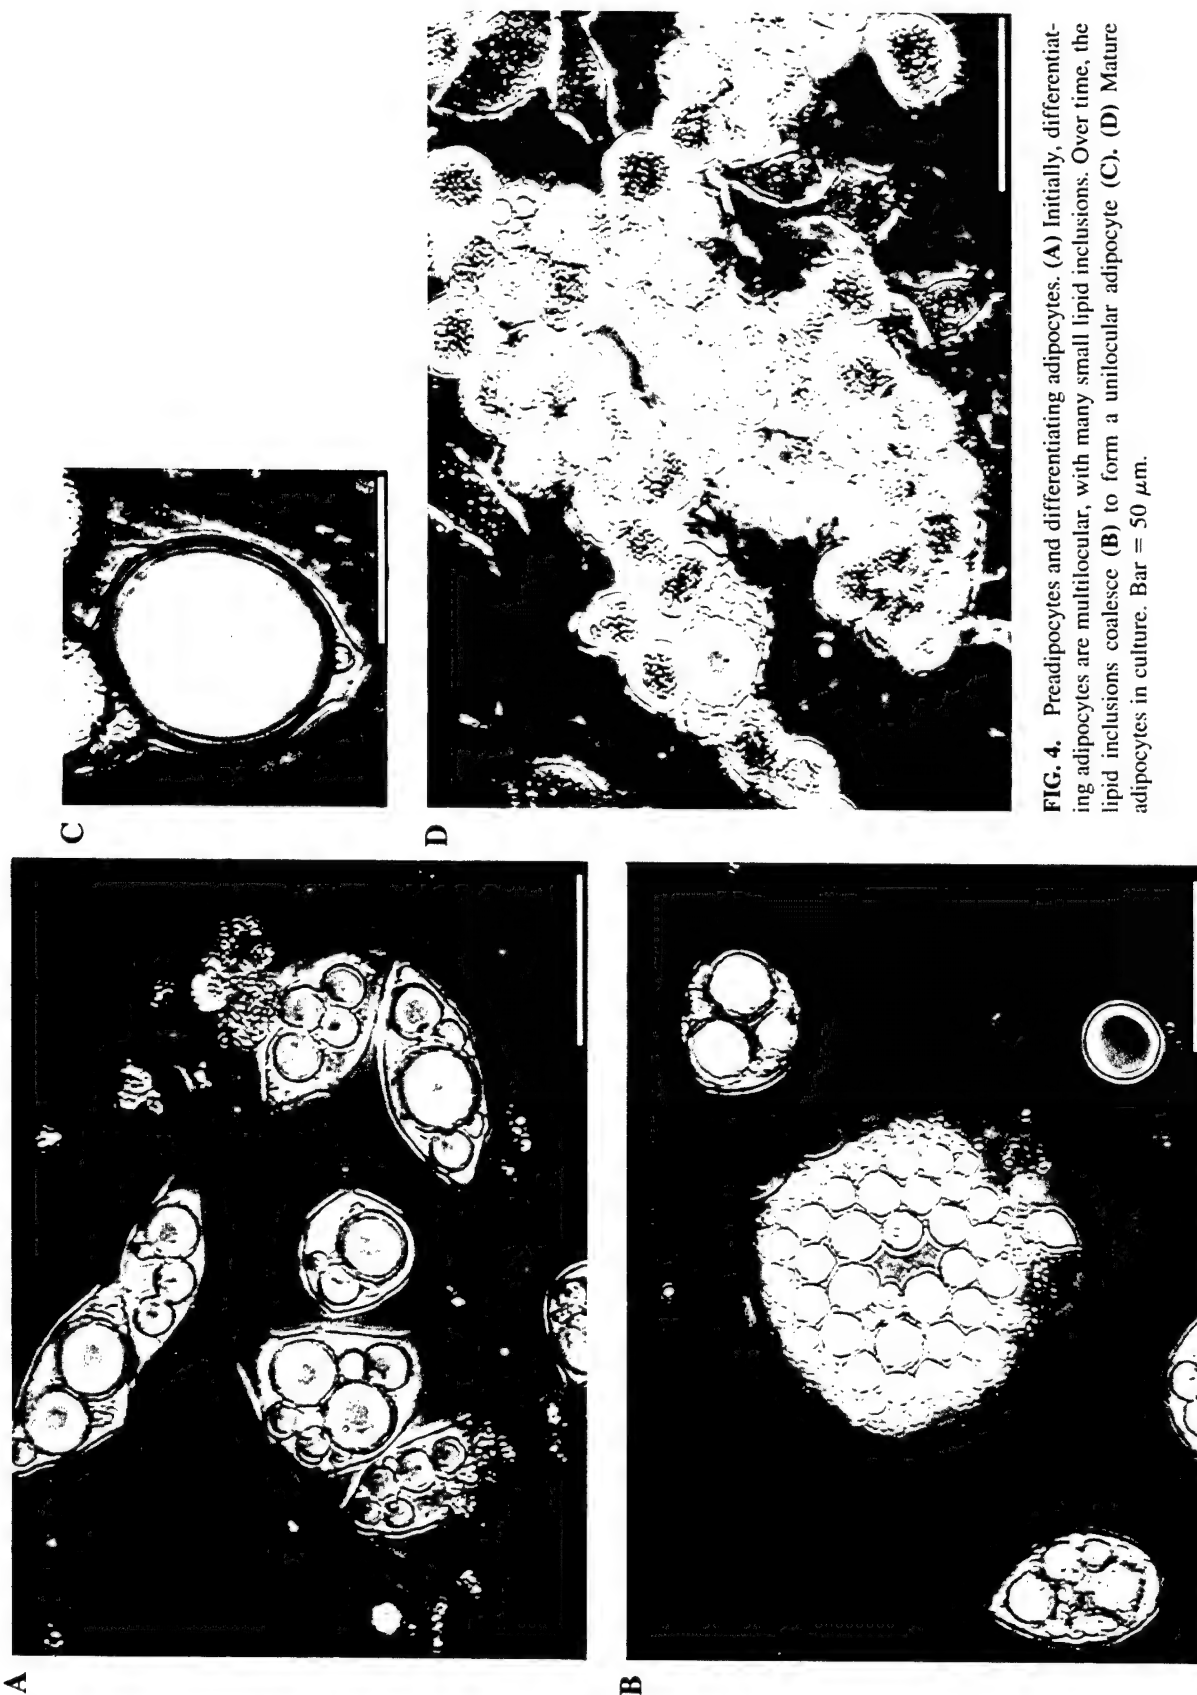 A
B
C
D
FIG. 4. Preadipocytes and differentiating adipocytes. (A) Initially, differentiat-
ing adipocytes are multilocular, with many small lipid inclusions. Over time, the
lipid inclusions coalesce (B) to form a unilocular adipocyte (C). (D) Mature
adipocytes in culture. Bar = 50 μm.